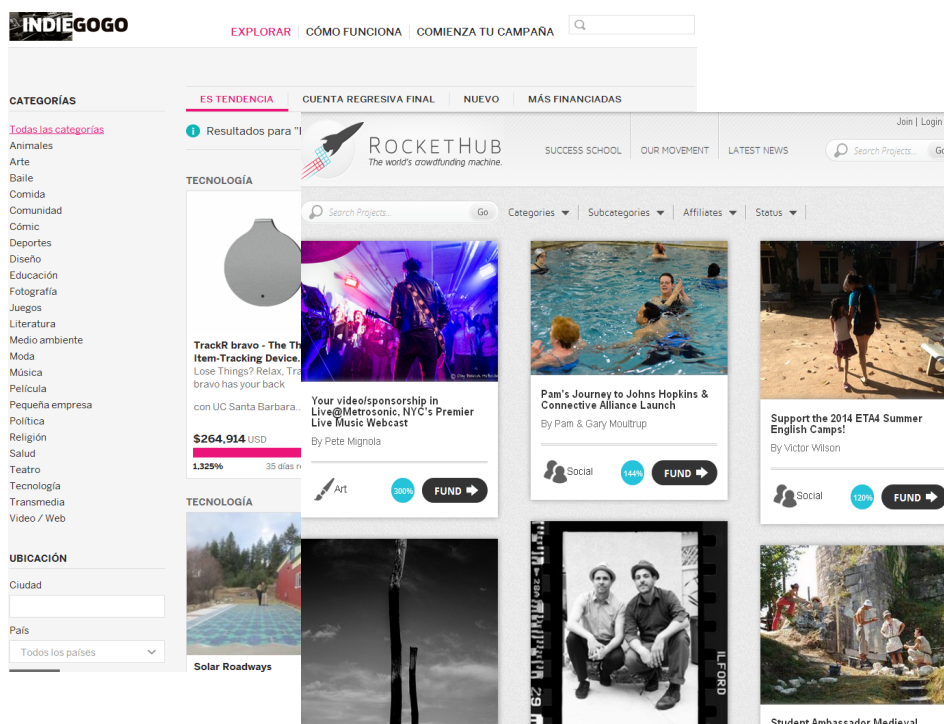 INDIEGOGO
EXPLORAR
CÓMO FUNCIONA
COMIENZA TU CAMPAÑA
CATEGORÍAS
Todas las categorías
Animales
Arte
Baile
Comida
Comunidad
Cómic
Deportes
Diseño
Educación
Fotografía
Juegos
Literatura
Medio ambiente
Moda
Música
Película
Pequeña empresa
Política
Religión
Salud
Teatro
Tecnología
Transmedia
Video / Web
UBICACIÓN
Ciudad
País
Todos los países
ES TENDENCIA
CUENTA REGRESIVA FINAL
NUEVO
MÁS FINANCIADAS
Resultados para "
TECNOLOGÍA
TrackR bravo - The Th
Item-Tracking Device.
Lose Things? Relax, Tra
bravo has your back
con UC Santa Barbara...
$264,914 USD
1,325%
35 días r
TECNOLOGÍA
Solar Roadways
Join | Login
ROCKETHUB
The world's crowdfunding machine.
SUCCESS SCHOOL
OUR MOVEMENT
LATEST NEWS
Search Projects...
Go
Search Projects...
Go
Categories
Subcategories
Affiliates
Status
Your video/sponsorship in
Live@Metrosonic, NYC's Premier
Live Music Webcast
By Pete Mignola
Art
300%
FUND
Pam's Journey to Johns Hopkins &
Connective Alliance Launch
By Pam & Gary Moultrup
Social
144%
FUND
Support the 2014 ETA4 Summer
English Camps!
By Victor Wilson
Social
120%
FUND
ILFORD
29
Student Ambassador Medieval